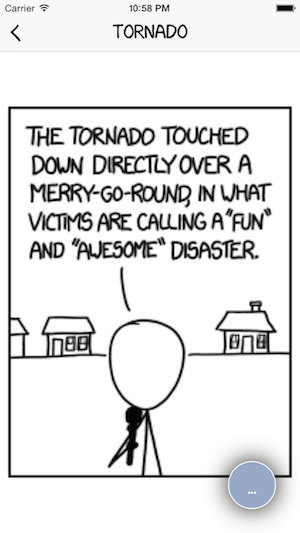 Carrier 10:58 PM
TORNADO
THE TORNADO TOUCHED
DOWN DIRECTLY OVER A
MERRY-GO-ROUND, IN WHAT
VICTIMS ARE CALLING A "FUN"
AND "AWESOME" DISASTER.
...